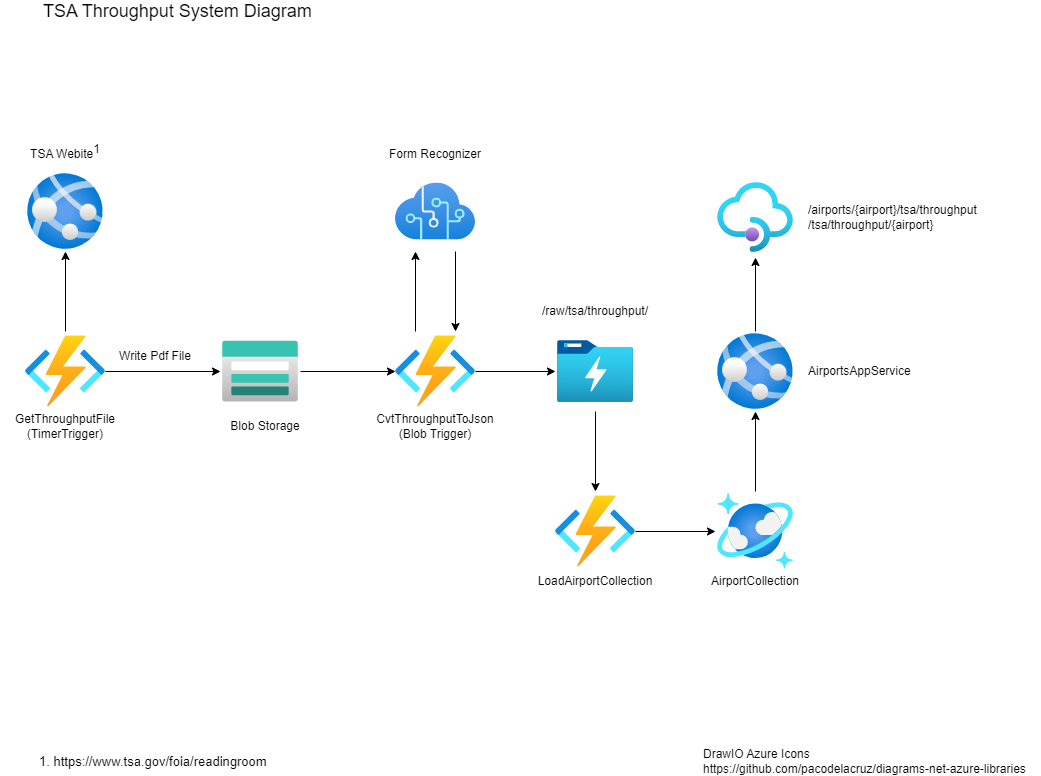 TSA Throughput System Diagram
TSA Webite1
Form Recognizer
/airports/{airport}/tsa/throughput
/tsa/throughput/{airport}
/raw/tsa/throughput/
Write Pdf File
AirportsAppService
GetThroughputFile
(TimerTrigger)
Blob Storage
CvtThroughputToJson
(Blob Trigger)
LoadAirportCollection
AirportCollection
1. https://www.tsa.gov/foia/readingroom
DrawIO Azure Icons
https://github.com/pacodelacruz/diagrams-net-azure-libraries